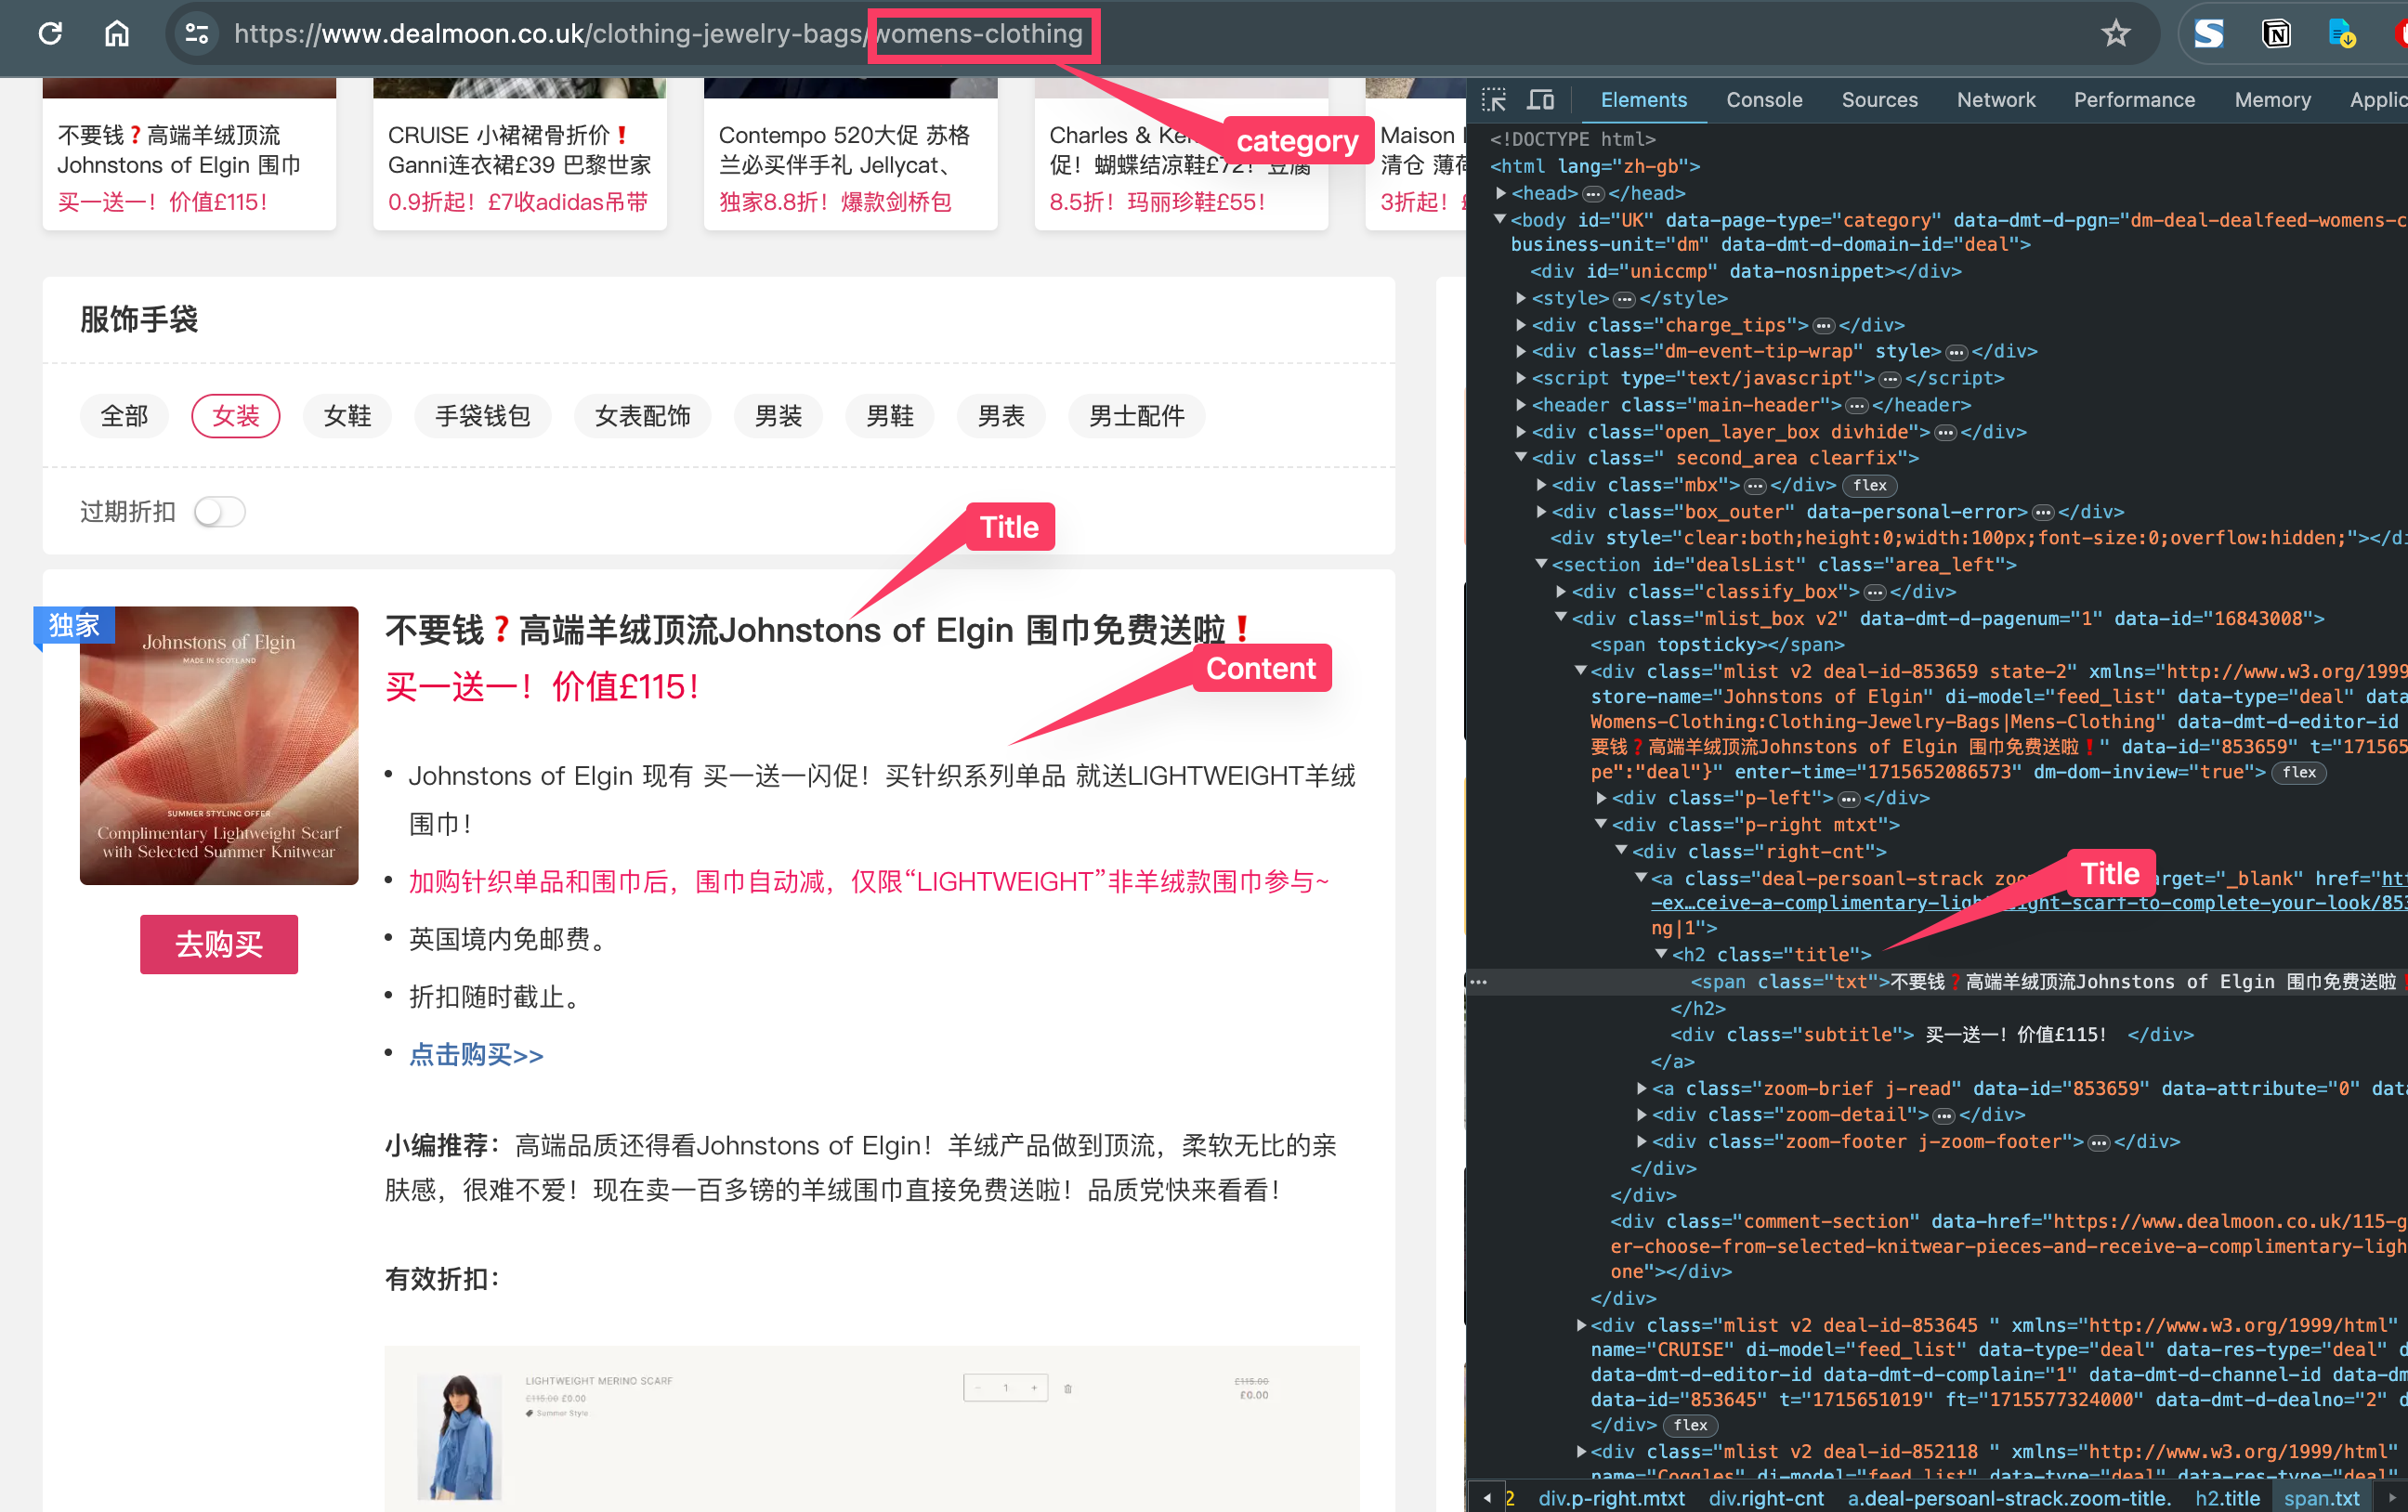 https://www.dealmoon.co.uk/clothing-jewelry-bags/womens-clothing
category
不要钱❓高端羊绒顶流
Johnstons of Elgin 围巾
买一送一！价值£115！
CRUISE 小裙裙骨折价❗
Ganni连衣裙£39 巴黎世家
0.9折起！£7收adidas吊带
Contempo 520大促 苏格
兰必买伴手礼 Jellycat、
独家8.8折！爆款剑桥包
Charles & Ke
促！蝴蝶结凉鞋£72！豆腐
8.5折！玛丽珍鞋£55！
Maison
清仓 薄荷
3折起！
服饰手袋
全部 女装 女鞋 手袋钱包 女表配饰 男装 男鞋 男表 男士配件
过期折扣
Title
独家
Johnstons of Elgin
MADE IN SCOTLAND
SUMMER STYLING OFFER
Complimentary Lightweight Scarf
with Selected Summer Knitwear
去购买
不要钱❓高端羊绒顶流Johnstons of Elgin 围巾免费送啦❗
买一送一！价值£115！
Content
• Johnstons of Elgin 现有 买一送一闪促！买针织系列单品 就送LIGHTWEIGHT羊绒
围巾！
• 加购针织单品和围巾后，围巾自动减，仅限“LIGHTWEIGHT”非羊绒款围巾参与~
• 英国境内免邮费。
• 折扣随时截止。
• 点击购买>>
小编推荐：高端品质还得看Johnstons of Elgin！羊绒产品做到顶流，柔软无比的亲
肤感，很难不爱！现在卖一百多镑的羊绒围巾直接免费送啦！品质党快来看看！
有效折扣：
LIGHTWEIGHT MERINO SCARF
£115.00 £0.00
Summer Style
− 1 +
£115.00
£0.00
Elements Console Sources Network Performance Memory Applic
<!DOCTYPE html>
<html lang="zh-gb">
<head>…</head>
<body id="UK" data-page-type="category" data-dmt-d-pgn="dm-deal-dealfeed-womens-c
business-unit="dm" data-dmt-d-domain-id="deal">
<div id="uniccmp" data-nosnippet></div>
<style>…</style>
<div class="charge_tips">…</div>
<div class="dm-event-tip-wrap" style>…</div>
<script type="text/javascript">…</script>
<header class="main-header">…</header>
<div class="open_layer_box divhide">…</div>
<div class=" second_area clearfix">
<div class="mbx">…</div> flex
<div class="box_outer" data-personal-error>…</div>
<div style="clear:both;height:0;width:100px;font-size:0;overflow:hidden;"></di
<section id="dealsList" class="area_left">
<div class="classify_box">…</div>
<div class="mlist_box v2" data-dmt-d-pagenum="1" data-id="16843008">
<span topsticky></span>
<div class="mlist v2 deal-id-853659 state-2" xmlns="http://www.w3.org/1999
store-name="Johnstons of Elgin" di-model="feed_list" data-type="deal" data
Womens-Clothing:Clothing-Jewelry-Bags|Mens-Clothing" data-dmt-d-editor-id
要钱❓高端羊绒顶流Johnstons of Elgin 围巾免费送啦❗" data-id="853659" t="171565
pe":"deal"}" enter-time="1715652086573" dm-dom-inview="true"> flex
<div class="p-left">…</div>
<div class="p-right mtxt">
<div class="right-cnt">
<a class="deal-persoanl-strack zoo arget="_blank" href="htt
Title
-ex…ceive-a-complimentary-lightweight-scarf-to-complete-your-look/853
ng|1">
<h2 class="title">
<span class="txt">不要钱❓高端羊绒顶流Johnstons of Elgin 围巾免费送啦
</h2>
<div class="subtitle"> 买一送一！价值£115！ </div>
</a>
<a class="zoom-brief j-read" data-id="853659" data-attribute="0" data
<div class="zoom-detail">…</div>
<div class="zoom-footer j-zoom-footer">…</div>
</div>
</div>
<div class="comment-section" data-href="https://www.dealmoon.co.uk/115-g
er-choose-from-selected-knitwear-pieces-and-receive-a-complimentary-ligh
one"></div>
</div>
<div class="mlist v2 deal-id-853645 " xmlns="http://www.w3.org/1999/html"
name="CRUISE" di-model="feed_list" data-type="deal" data-res-type="deal" d
data-dmt-d-editor-id data-dmt-d-complain="1" data-dmt-d-channel-id data-dm
data-id="853645" t="1715651019" ft="1715577324000" data-dmt-d-dealno="2" d
</div> flex
<div class="mlist v2 deal-id-852118 " xmlns="http://www.w3.org/1999/html"
name="Coggles" di-model="feed_list" data-type="deal" data-res-type="deal"
2 div.p-right.mtxt div.right-cnt a.deal-persoanl-strack.zoom-title. h2.title span.txt